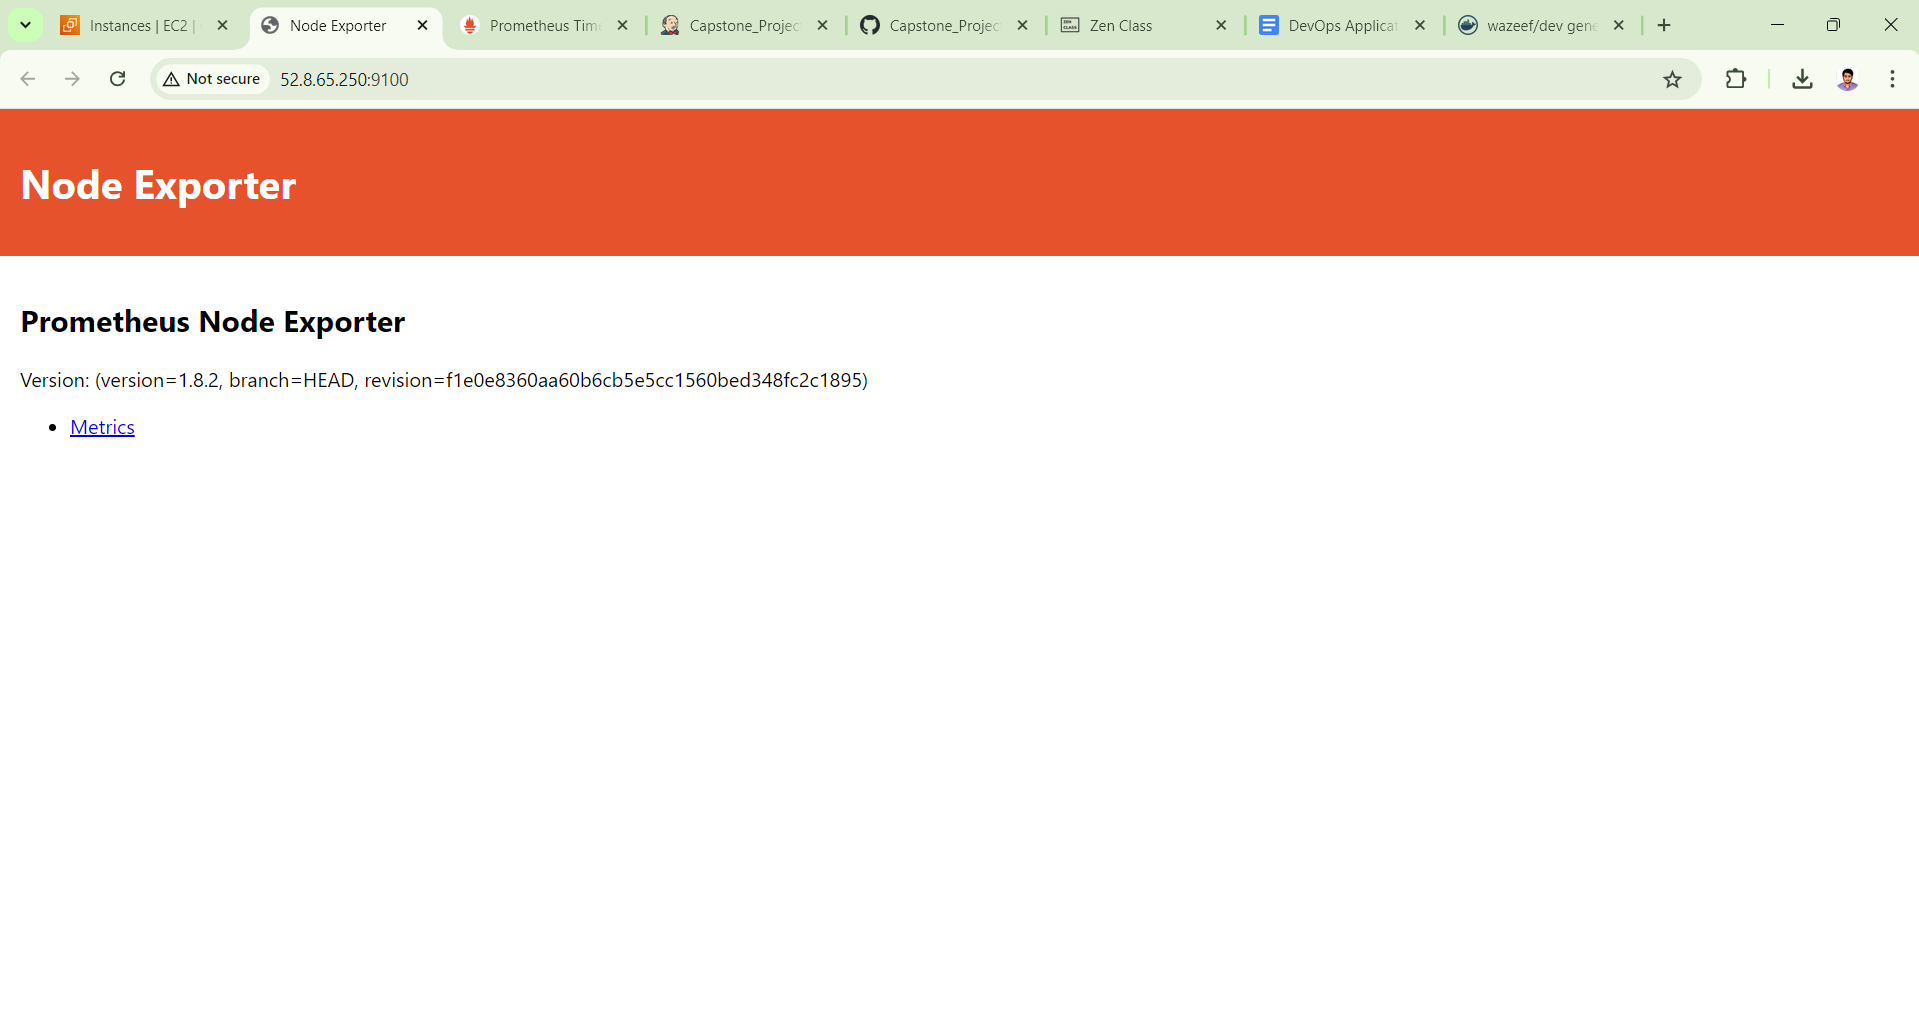 Instances | EC2 |
Node Exporter
Prometheus Time
Capstone_Projec
Capstone_Projec
Zen Class
DevOps Applicat
wazeef/dev gene
Not secure
52.8.65.250:9100
Node Exporter
Prometheus Node Exporter
Version: (version=1.8.2, branch=HEAD, revision=f1e0e8360aa60b6cb5e5cc1560bed348fc2c1895)
Metrics